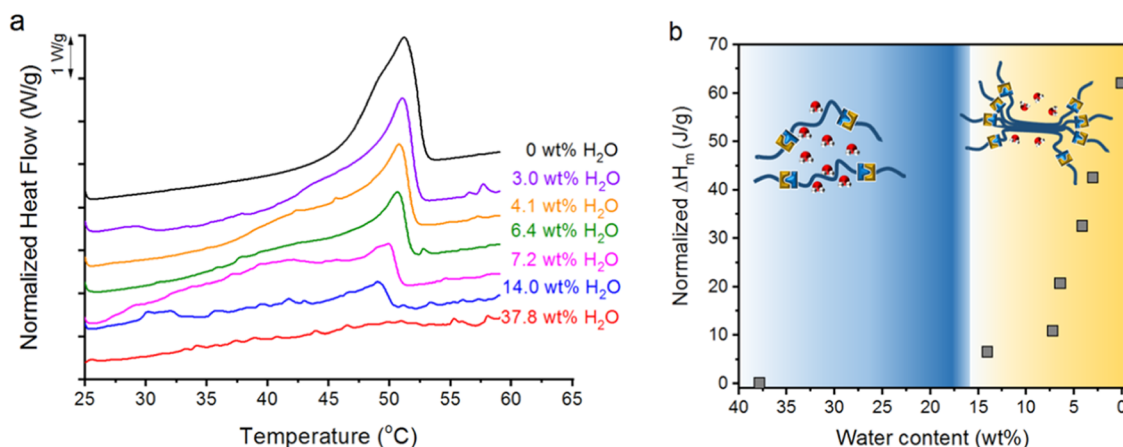 a
1 W/g
Normalized Heat Flow (W/g)
0 wt% H₂O
3.0 wt% H₂O
4.1 wt% H₂O
6.4 wt% H₂O
7.2 wt% H₂O
14.0 wt% H₂O
37.8 wt% H₂O
25 30 35 40 45 50 55 60 65
Temperature (°C)
b
Normalized ΔHₘ (J/g)
70
60
50
40
30
20
10
0
40 35 30 25 20 15 10 5 0
Water content (wt%)